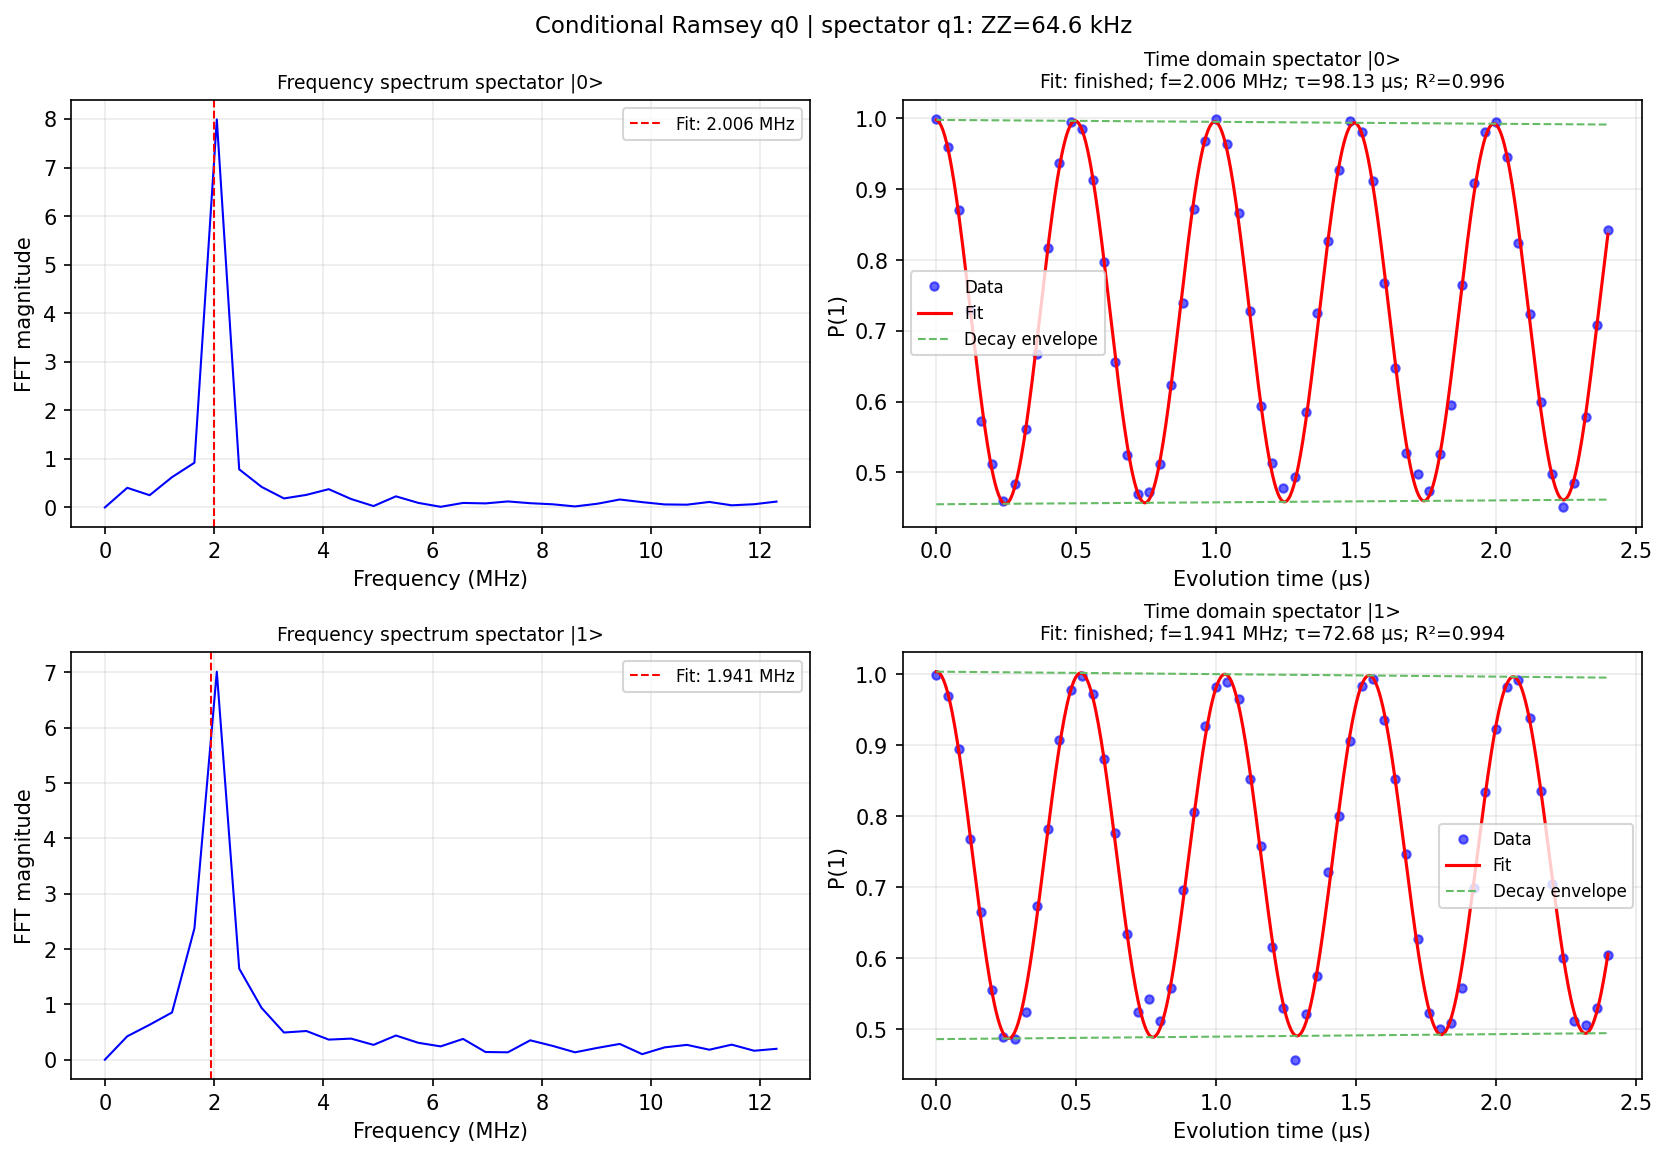 Conditional Ramsey q0 | spectator q1: ZZ=64.6 kHz
Frequency spectrum spectator |0>
Fit: 2.006 MHz
FFT magnitude
8
7
6
5
4
3
2
1
0
0 2 4 6 8 10 12
Frequency (MHz)
Time domain spectator |0>
Fit: finished; f=2.006 MHz; τ=98.13 µs; R²=0.996
P(1)
1.0
0.9
0.8
0.7
0.6
0.5
Data
Fit
Decay envelope
0.0 0.5 1.0 1.5 2.0 2.5
Evolution time (µs)
Frequency spectrum spectator |1>
Fit: 1.941 MHz
FFT magnitude
7
6
5
4
3
2
1
0
0 2 4 6 8 10 12
Frequency (MHz)
Time domain spectator |1>
Fit: finished; f=1.941 MHz; τ=72.68 µs; R²=0.994
P(1)
1.0
0.9
0.8
0.7
0.6
0.5
Data
Fit
Decay envelope
0.0 0.5 1.0 1.5 2.0 2.5
Evolution time (µs)